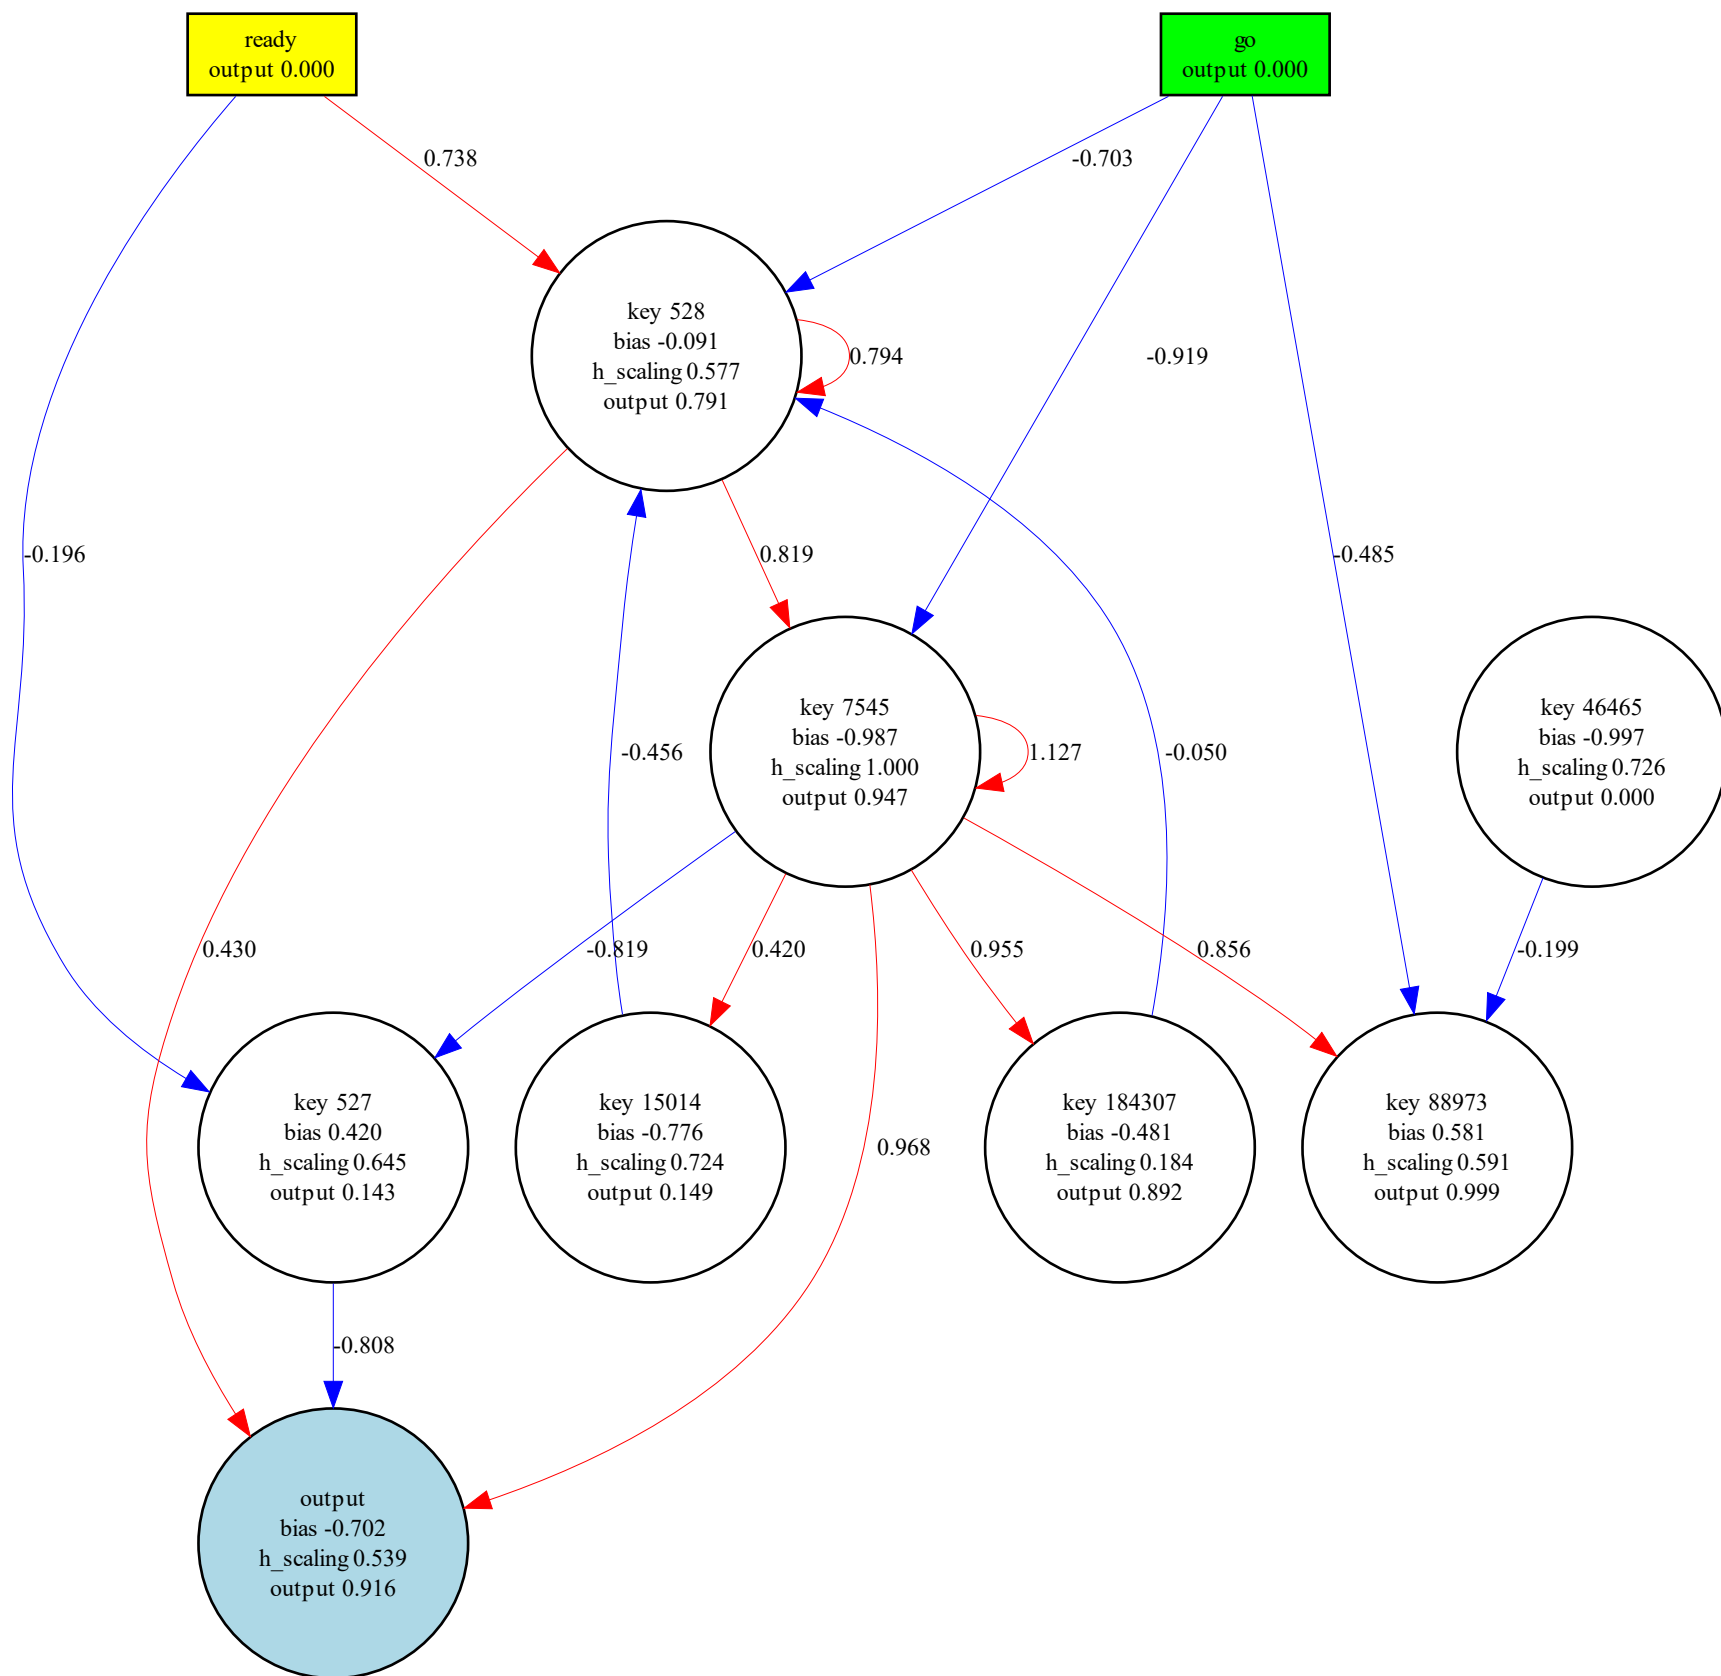 ready
output 0.000
go
output 0.000
0.738
-0.703
key 528
bias -0.091
h_scaling 0.577
output 0.791
0.794
-0.919
-0.196
0.819
-0.485
key 7545
bias -0.987
h_scaling 1.000
output 0.947
-0.456
1.127
-0.050
key 46465
bias -0.997
h_scaling 0.726
output 0.000
0.430
-0.819
0.420
0.955
0.856
-0.199
key 527
bias 0.420
h_scaling 0.645
output 0.143
key 15014
bias -0.776
h_scaling 0.724
output 0.149
0.968
key 184307
bias -0.481
h_scaling 0.184
output 0.892
key 88973
bias 0.581
h_scaling 0.591
output 0.999
-0.808
output
bias -0.702
h_scaling 0.539
output 0.916